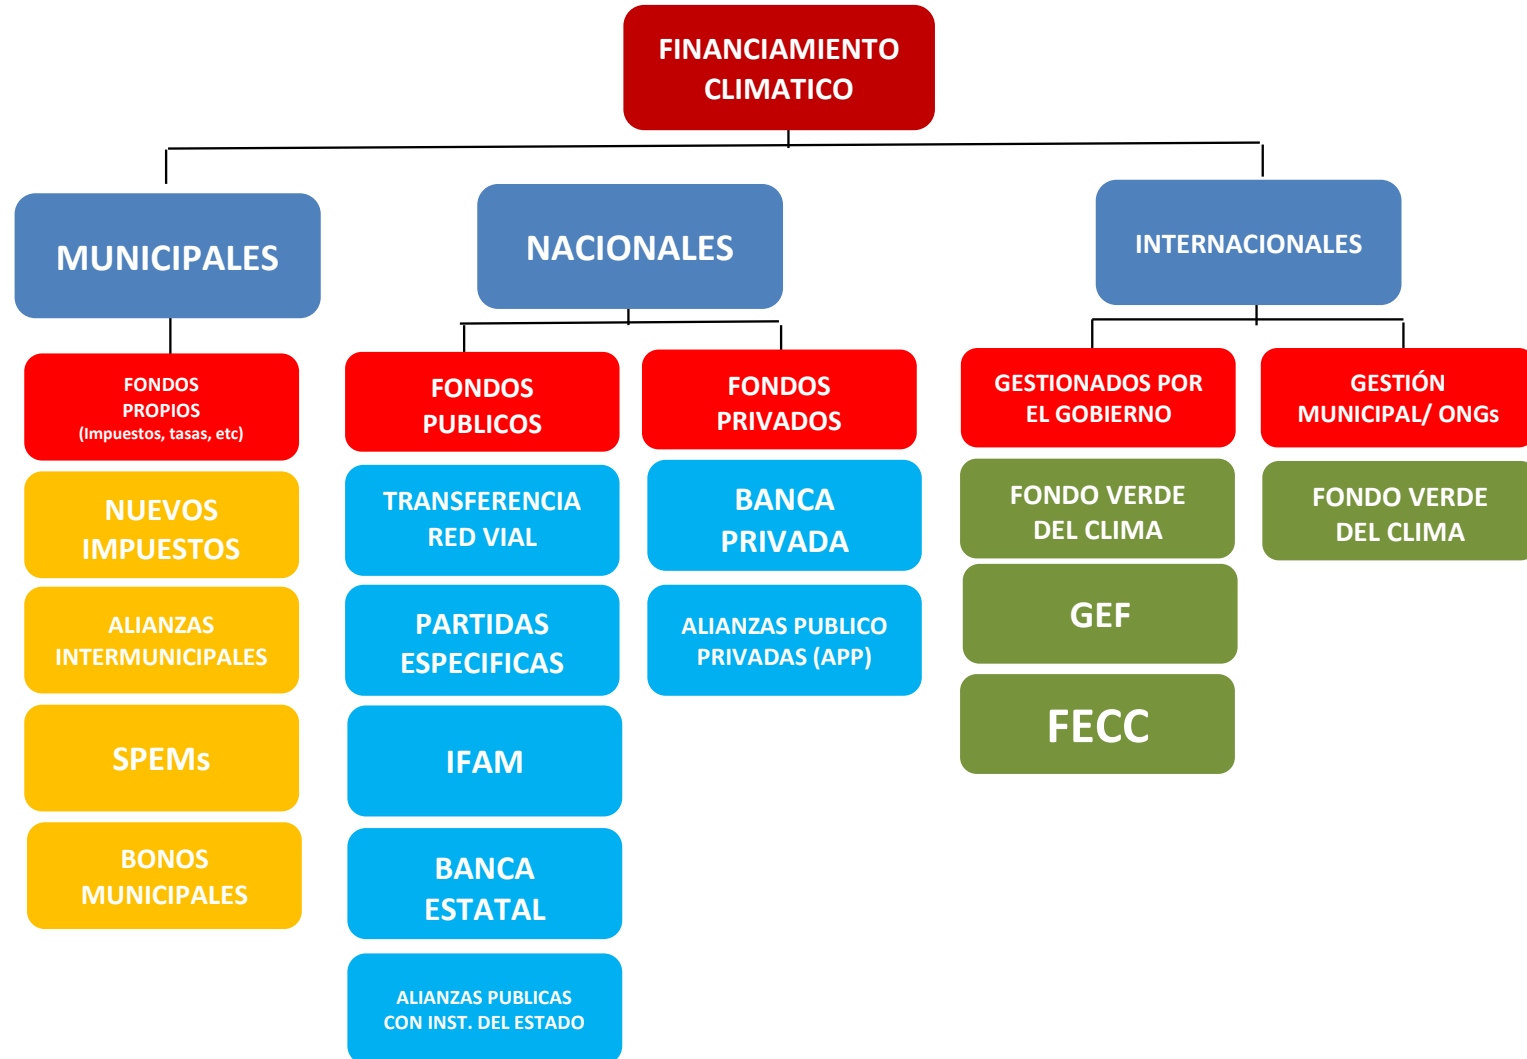 FINANCIAMIENTO
CLIMATICO
MUNICIPALES
NACIONALES
INTERNACIONALES
FONDOS
PROPIOS
(Impuestos, tasas, etc)
FONDOS
PUBLICOS
FONDOS
PRIVADOS
GESTIONADOS POR
EL GOBIERNO
GESTIÓN
MUNICIPAL/ ONGs
NUEVOS
IMPUESTOS
TRANSFERENCIA
RED VIAL
BANCA
PRIVADA
FONDO VERDE
DEL CLIMA
FONDO VERDE
DEL CLIMA
ALIANZAS
INTERMUNICIPALES
PARTIDAS
ESPECIFICAS
ALIANZAS PUBLICO
PRIVADAS (APP)
GEF
SPEMs
IFAM
FECC
BONOS
MUNICIPALES
BANCA
ESTATAL
ALIANZAS PUBLICAS
CON INST. DEL ESTADO